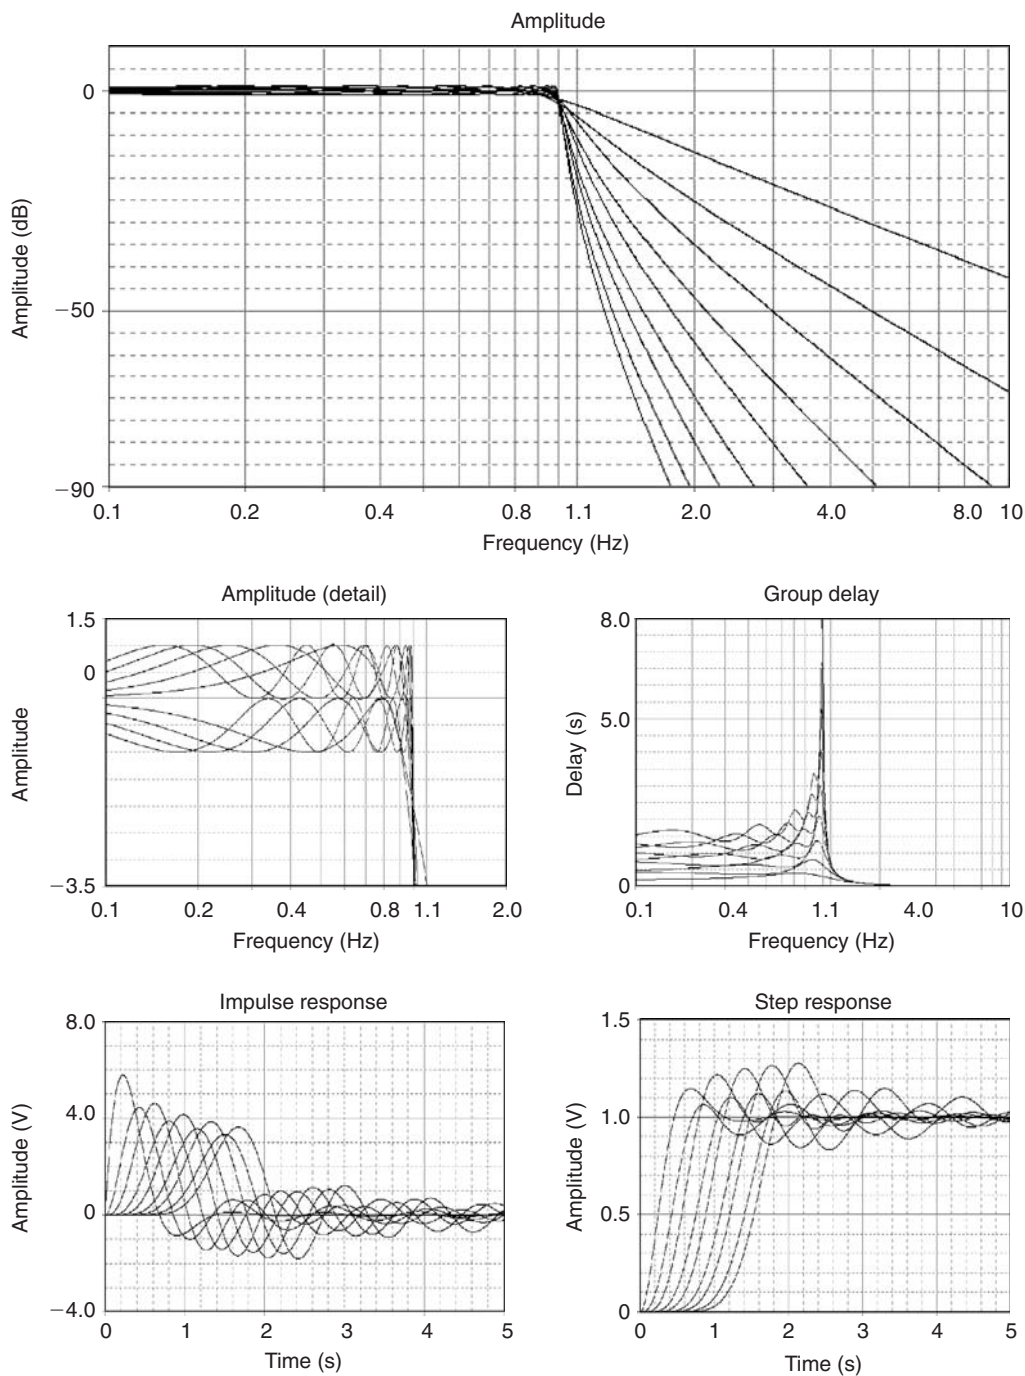 Amplitude
0
−50
−90
Amplitude (dB)
0.1 0.2 0.4 0.8 1.1 2.0 4.0 8.0 10
Frequency (Hz)
Amplitude (detail)
1.5
0
−3.5
Amplitude
0.1 0.2 0.4 0.8 1.1 2.0
Frequency (Hz)
Group delay
8.0
5.0
0
Delay (s)
0.1 0.4 1.1 4.0 10
Frequency (Hz)
Impulse response
8.0
4.0
0
−4.0
Amplitude (V)
0 1 2 3 4 5
Time (s)
Step response
1.5
1.0
0.5
0
Amplitude (V)
0 1 2 3 4 5
Time (s)